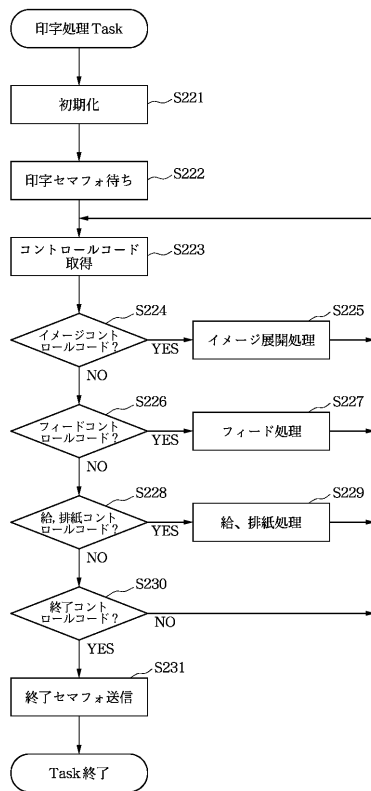 印字処理Task
初期化
S221
印字セマフォ待ち
S222
コントロールコード
取得
S223
イメージコント
ロールコード?
S224
YES
イメージ展開処理
S225
NO
フィードコント
ロールコード?
S226
YES
フィード処理
S227
NO
給,排紙コント
ロールコード?
S228
YES
給、排紙処理
S229
NO
終了コント
ロールコード?
S230
NO
YES
終了セマフォ送信
S231
Task終了